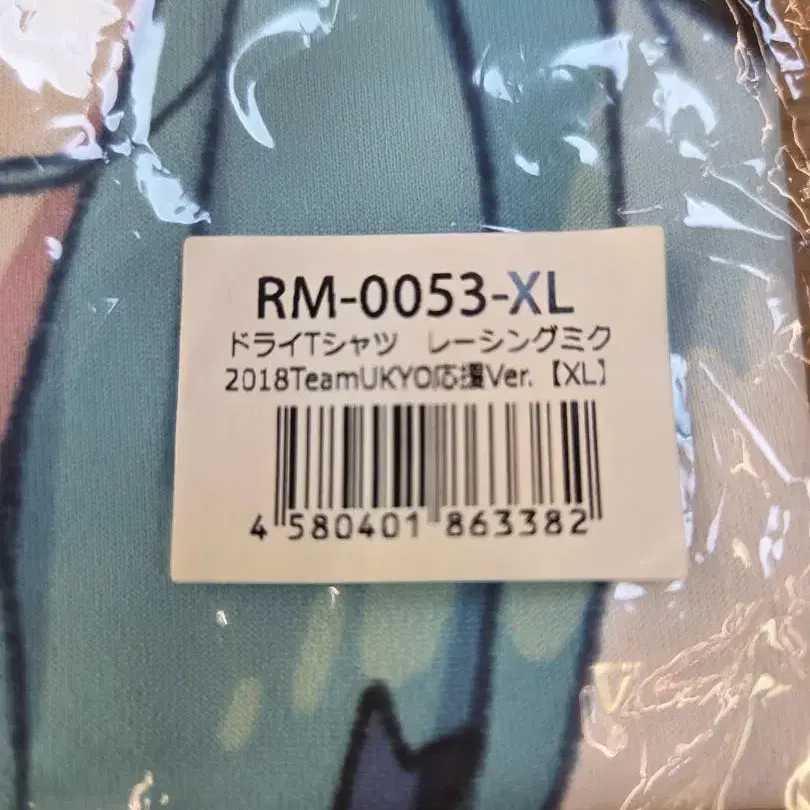 RM-0053-XL
ドライTシャツ　レーシングミク
2018TeamUKYO応援Ver.【XL】
4 580401 863382